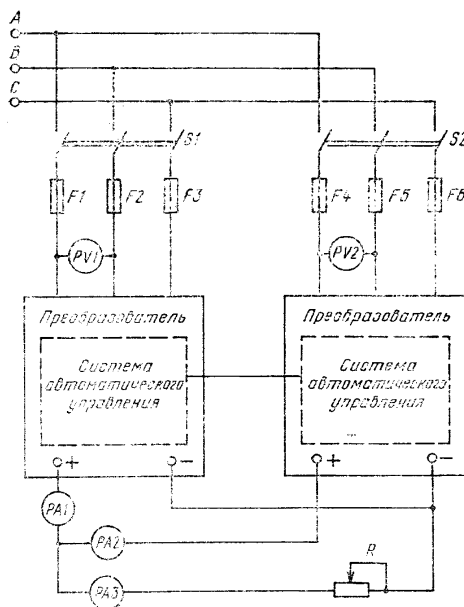 A
B
C
S1
S2
F1
F2
F3
F4
F5
F6
PV1
PV2
Преобразователь
Система
автоматического
управления
+
−
Преобразователь
Система
автоматического
управления
+
−
PA1
PA2
PA3
R